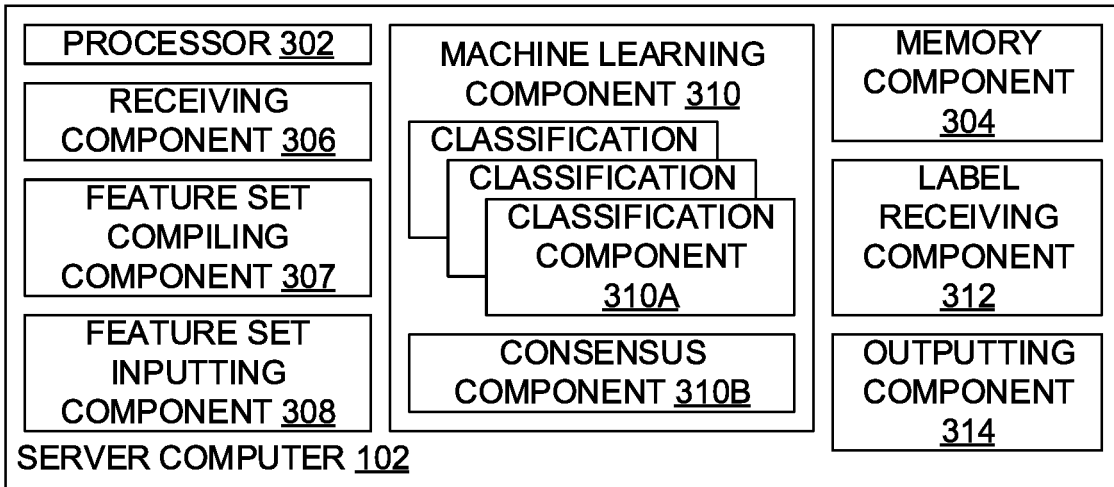 PROCESSOR 302
RECEIVING
COMPONENT 306
FEATURE SET
COMPILING
COMPONENT 307
FEATURE SET
INPUTTING
COMPONENT 308
MACHINE LEARNING
COMPONENT 310
CLASSIFICATION
CLASSIFICATION
CLASSIFICATION
COMPONENT
310A
CONSENSUS
COMPONENT 310B
MEMORY
COMPONENT
304
LABEL
RECEIVING
COMPONENT
312
OUTPUTTING
COMPONENT
314
SERVER COMPUTER 102